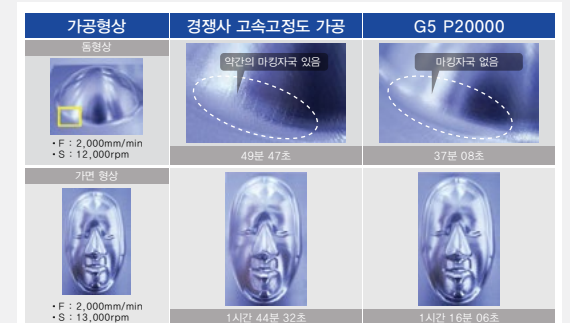 가공형상 경쟁사 고속고정도 가공 G5 P20000
돔형상
약간의 마킹자국 있음 마킹자국 없음
• F : 2,000mm/min
• S : 12,000rpm
49분 47초 37분 08초
가면 형상
• F : 2,000mm/min
• S : 13,000rpm
1시간 44분 32초 1시간 16분 06초